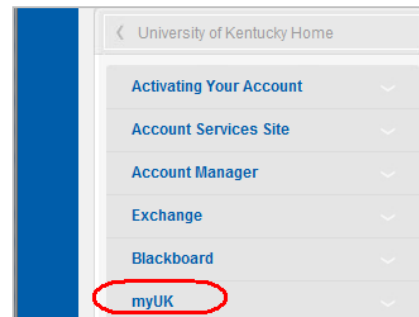 University of Kentucky Home
Activating Your Account
Account Services Site
Account Manager
Exchange
Blackboard
myUK